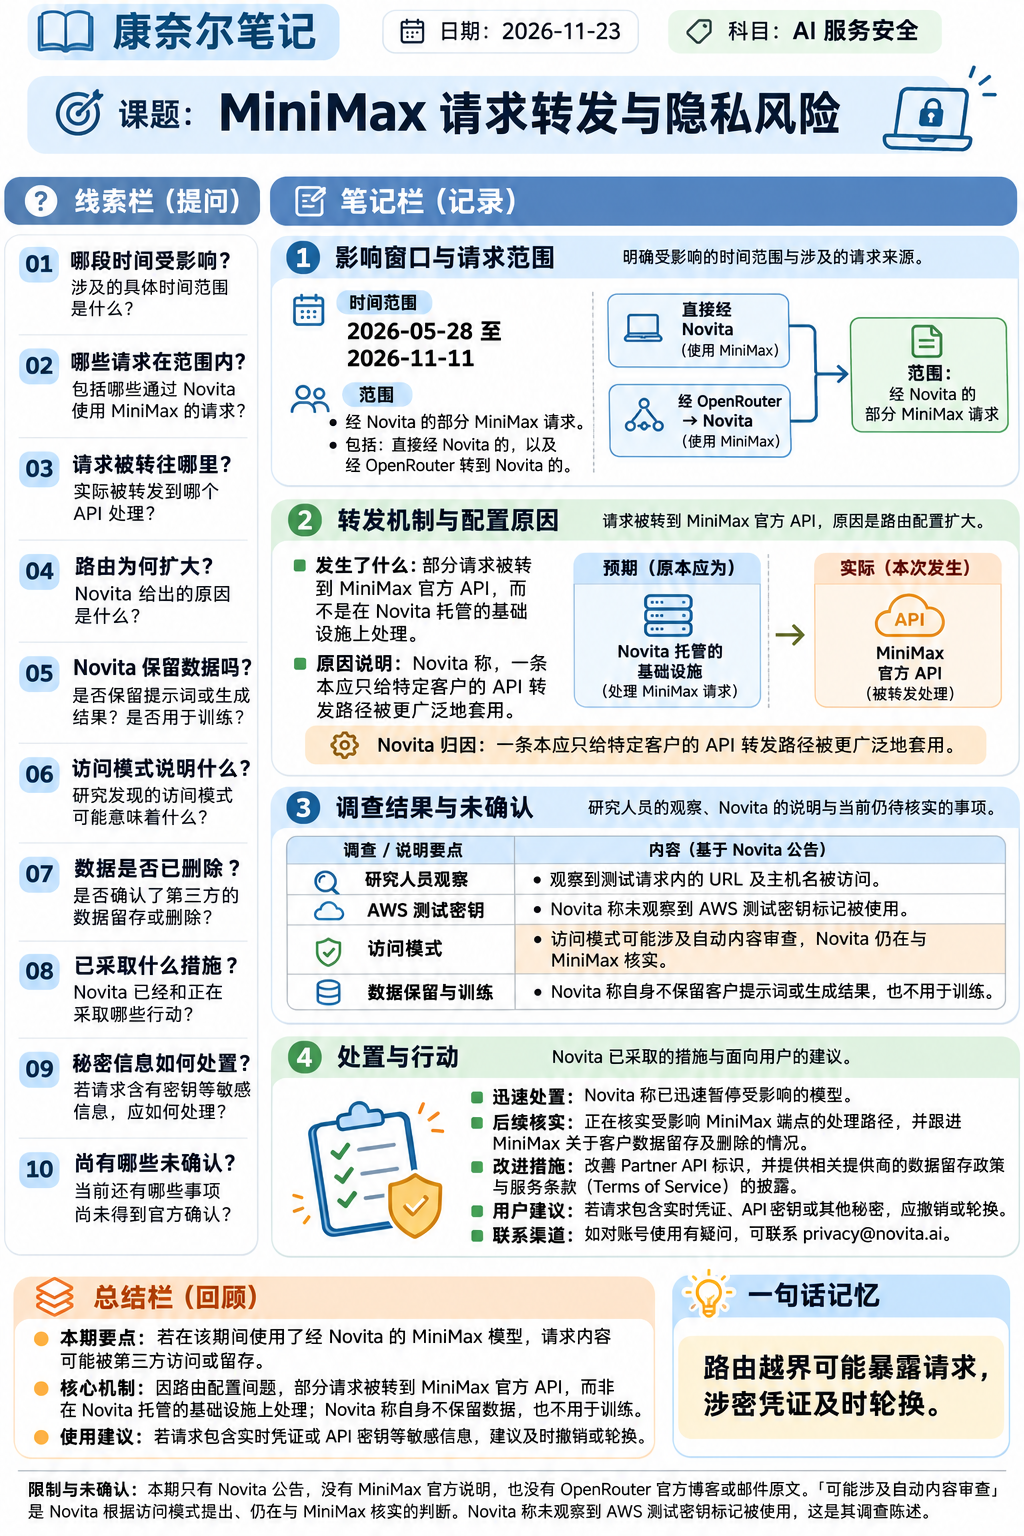 康奈尔笔记
日期：2026-11-23
科目：AI 服务安全
课题：MiniMax 请求转发与隐私风险
? 线索栏（提问）
01 哪段时间受影响？
涉及的具体时间范围
是什么？
02 哪些请求在范围内？
包括哪些通过 Novita
使用 MiniMax 的请求？
03 请求被转往哪里？
实际被转发到哪个
API 处理？
04 路由为何扩大？
Novita 给出的原因
是什么？
05 Novita 保留数据吗？
是否保留提示词或生成
结果？是否用于训练？
06 访问模式说明什么？
研究发现的访问模式
可能意味着什么？
07 数据是否已删除？
是否确认了第三方的
数据留存或删除？
08 已采取什么措施？
Novita 已经和正在
采取哪些行动？
09 秘密信息如何处置？
若请求含有密钥等敏感
信息，应如何处理？
10 尚有哪些未确认？
当前还有哪些事项
尚未得到官方确认？
笔记栏（记录）
1 影响窗口与请求范围
明确受影响的时间范围与涉及的请求来源。
时间范围
2026-05-28 至
2026-11-11
范围
• 经 Novita 的部分 MiniMax 请求。
• 包括：直接经 Novita 的，以及
经 OpenRouter 转到 Novita 的。
直接经
Novita
（使用 MiniMax）
经 OpenRouter
→ Novita
（使用 MiniMax）
范围：
经 Novita 的
部分 MiniMax 请求
2 转发机制与配置原因
请求被转到 MiniMax 官方 API，原因是路由配置扩大。
发生了什么：部分请求被转
到 MiniMax 官方 API，而
不是在 Novita 托管的基础
设施上处理。
原因说明：Novita 称，一条
本应只给特定客户的 API 转
发路径被更广泛地套用。
预期（原本应为）
Novita 托管的
基础设施
（处理 MiniMax 请求）
实际（本次发生）
API
MiniMax
官方 API
（被转发处理）
Novita 归因：一条本应只给特定客户的 API 转发路径被更广泛地套用。
3 调查结果与未确认
研究人员的观察、Novita 的说明与当前仍待核实的事项。
调查 / 说明要点
内容（基于 Novita 公告）
研究人员观察
• 观察到测试请求内的 URL 及主机名被访问。
AWS 测试密钥
• Novita 称未观察到 AWS 测试密钥标记被使用。
访问模式
• 访问模式可能涉及自动内容审查，Novita 仍在与
MiniMax 核实。
数据保留与训练
• Novita 称自身不保留客户提示词或生成结果，也不用于训练。
4 处置与行动
Novita 已采取的措施与面向用户的建议。
迅速处置：Novita 称已迅速暂停受影响的模型。
后续核实：正在核实受影响 MiniMax 端点的处理路径，并跟进
MiniMax 关于客户数据留存及删除的情况。
改进措施：改善 Partner API 标识，并提供相关提供商的数据留存政策
与服务条款（Terms of Service）的披露。
用户建议：若请求包含实时凭证、API 密钥或其他秘密，应撤销或轮换。
联系渠道：如对账号使用有疑问，可联系 privacy@novita.ai。
总结栏（回顾）
本期要点：若在该期间使用了经 Novita 的 MiniMax 模型，请求内容
可能被第三方访问或留存。
核心机制：因路由配置问题，部分请求被转到 MiniMax 官方 API，而非
在 Novita 托管的基础设施上处理；Novita 称自身不保留数据，也不用于训练。
使用建议：若请求包含实时凭证或 API 密钥等敏感信息，建议及时撤销或轮换。
一句话记忆
路由越界可能暴露请求，
涉密凭证及时轮换。
限制与未确认：本期只有 Novita 公告，没有 MiniMax 官方说明，也没有 OpenRouter 官方博客或邮件原文。「可能涉及自动内容审查」
是 Novita 根据访问模式提出、仍在与 MiniMax 核实的判断。Novita 称未观察到 AWS 测试密钥标记被使用，这是其调查陈述。